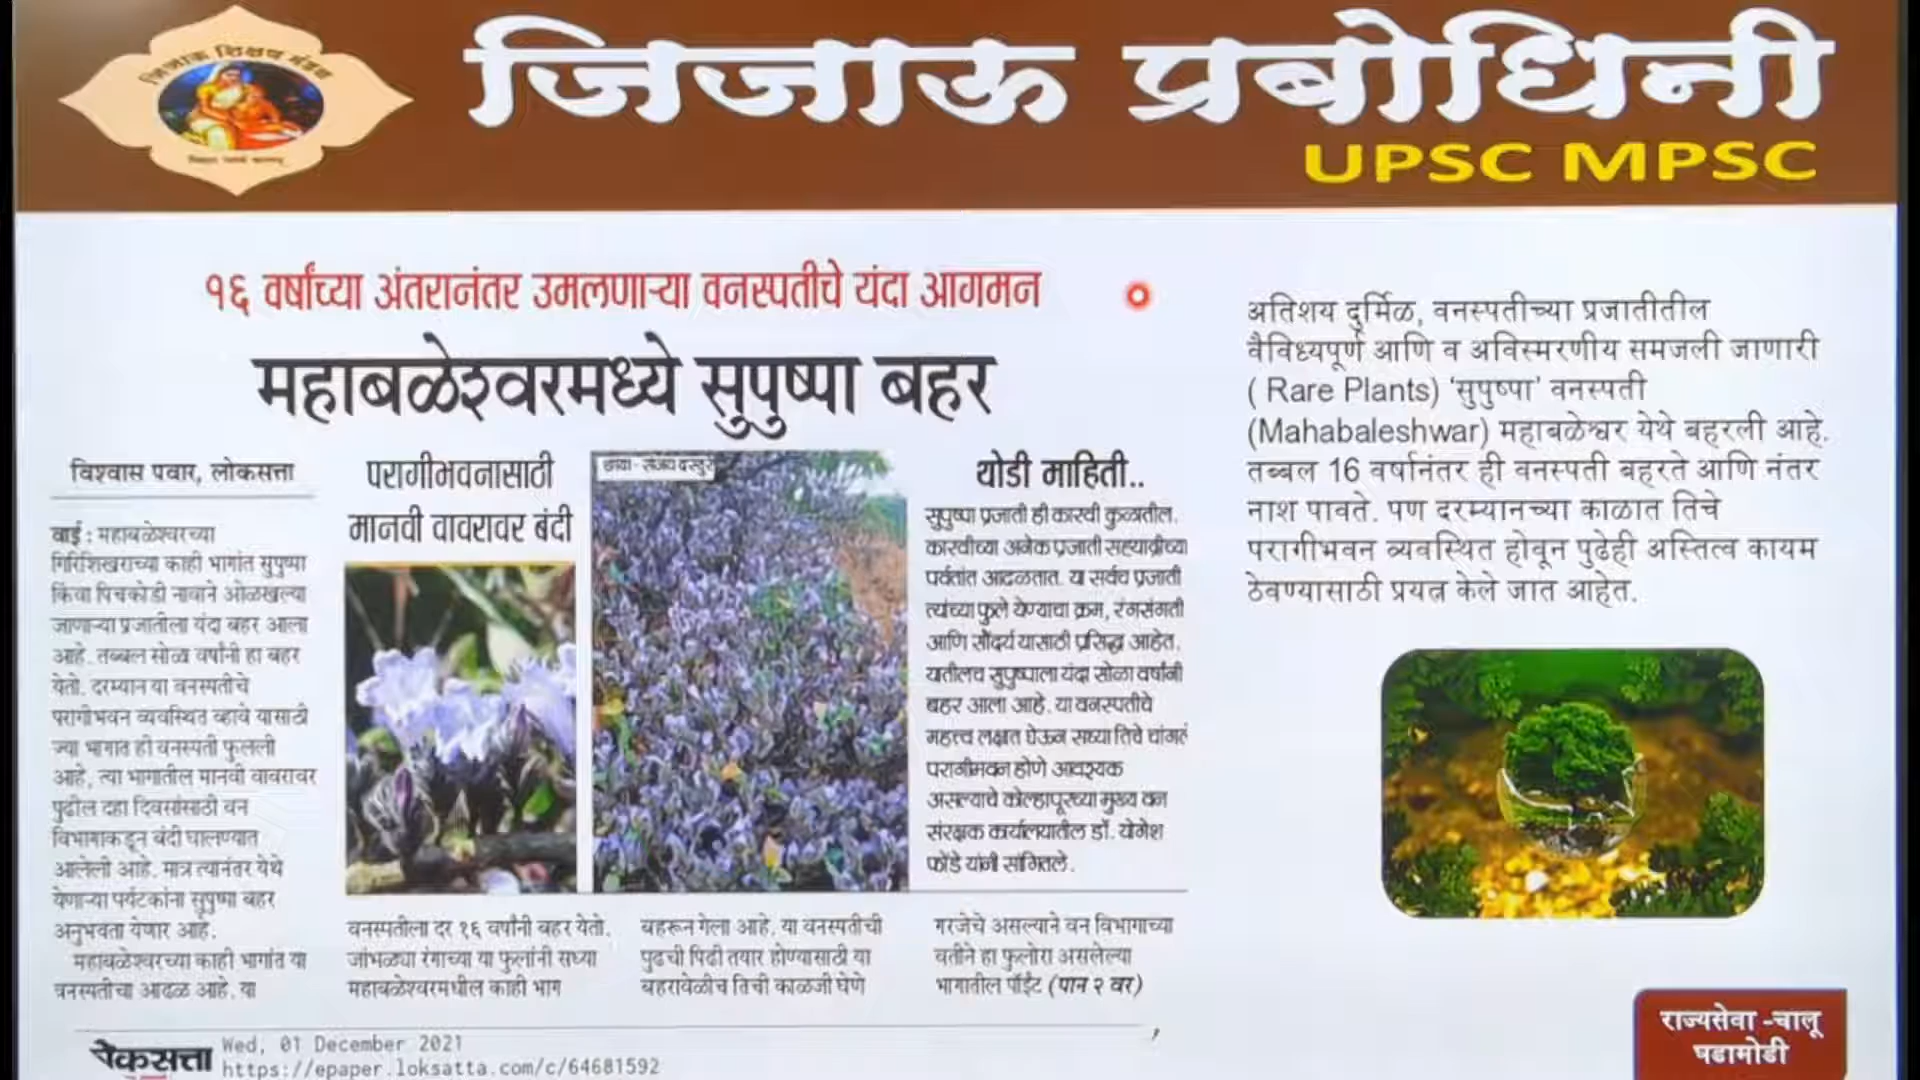 जिजाऊ शिक्षण मंडळ
जिजाऊ प्रबोधिनी
UPSC MPSC
१६ वर्षांच्या अंतरानंतर उमलणाऱ्या वनस्पतीचे यंदा आगमन
महाबळेश्वरमध्ये सुपुष्पा बहर
विश्वास पवार, लोकसत्ता
वाई : महाबळेश्वरच्या
गिरिशिखराच्या काही भागांत सुपुष्पा
किंवा पिचकोडी नावाने ओळखल्या
जाणाऱ्या प्रजातीला यंदा बहर आला
आहे. तब्बल सोळा वर्षांनी हा बहर
येतो. दरम्यान या वनस्पतीचे
परागीभवन व्यवस्थित व्हावे यासाठी
ज्या भागात ही वनस्पती फुलली
आहे, त्या भागातील मानवी वावरावर
पुढील दहा दिवसांसाठी वन
विभागाकडून बंदी घालण्यात
आलेली आहे. मात्र त्यानंतर येथे
येणाऱ्या पर्यटकांना सुपुष्पा बहर
अनुभवता येणार आहे.
महाबळेश्वरच्या काही भागांत या
वनस्पतीचा आढळ आहे. या
परागीभवनासाठी
मानवी वावरावर बंदी
छाया - संजय दस्तुर
वनस्पतीला दर १६ वर्षांनी बहर येतो.
जांभळ्या रंगाच्या या फुलांनी सध्या
महाबळेश्वरमधील काही भाग
बहरून गेला आहे. या वनस्पतीची
पुढची पिढी तयार होण्यासाठी या
बहरावेळीच तिची काळजी घेणे
थोडी माहिती..
सुपुष्पा प्रजाती ही कारवी कुळातील.
कारवीच्या अनेक प्रजाती सह्याद्रीच्या
पर्वतांत आढळतात. या सर्वच प्रजाती
त्यांच्या फुले येण्याचा क्रम, रंगसंगती
आणि सौंदर्यासाठी प्रसिद्ध आहेत.
यातीलच सुपुष्पाला यंदा सोळा वर्षांनी
बहर आला आहे. या वनस्पतीचे
महत्त्व लक्षात घेऊन सध्या तिचे चांगले
परागीभवन होणे आवश्यक
असल्याचे कोल्हापूरच्या मुख्य वन
संरक्षक कार्यालयातील डॉ. योगेश
फोंडे यांनी सांगितले.
गरजेचे असल्याने वन विभागाच्या
वतीने हा फुलोरा असलेल्या
भागातील पॉईंट (पान २ वर)
लोकसत्ता
Wed, 01 December 2021
https://epaper.loksatta.com/c/64681592
अतिशय दुर्मिळ, वनस्पतीच्या प्रजातीतील
वैविध्यपूर्ण आणि व अविस्मरणीय समजली जाणारी
( Rare Plants) 'सुपुष्पा' वनस्पती
(Mahabaleshwar) महाबळेश्वर येथे बहरली आहे.
तब्बल 16 वर्षानंतर ही वनस्पती बहरते आणि नंतर
नाश पावते. पण दरम्यानच्या काळात तिचे
परागीभवन व्यवस्थित होवून पुढेही अस्तित्व कायम
ठेवण्यासाठी प्रयत्न केले जात आहेत.
राज्यसेवा -चालू
घडामोडी